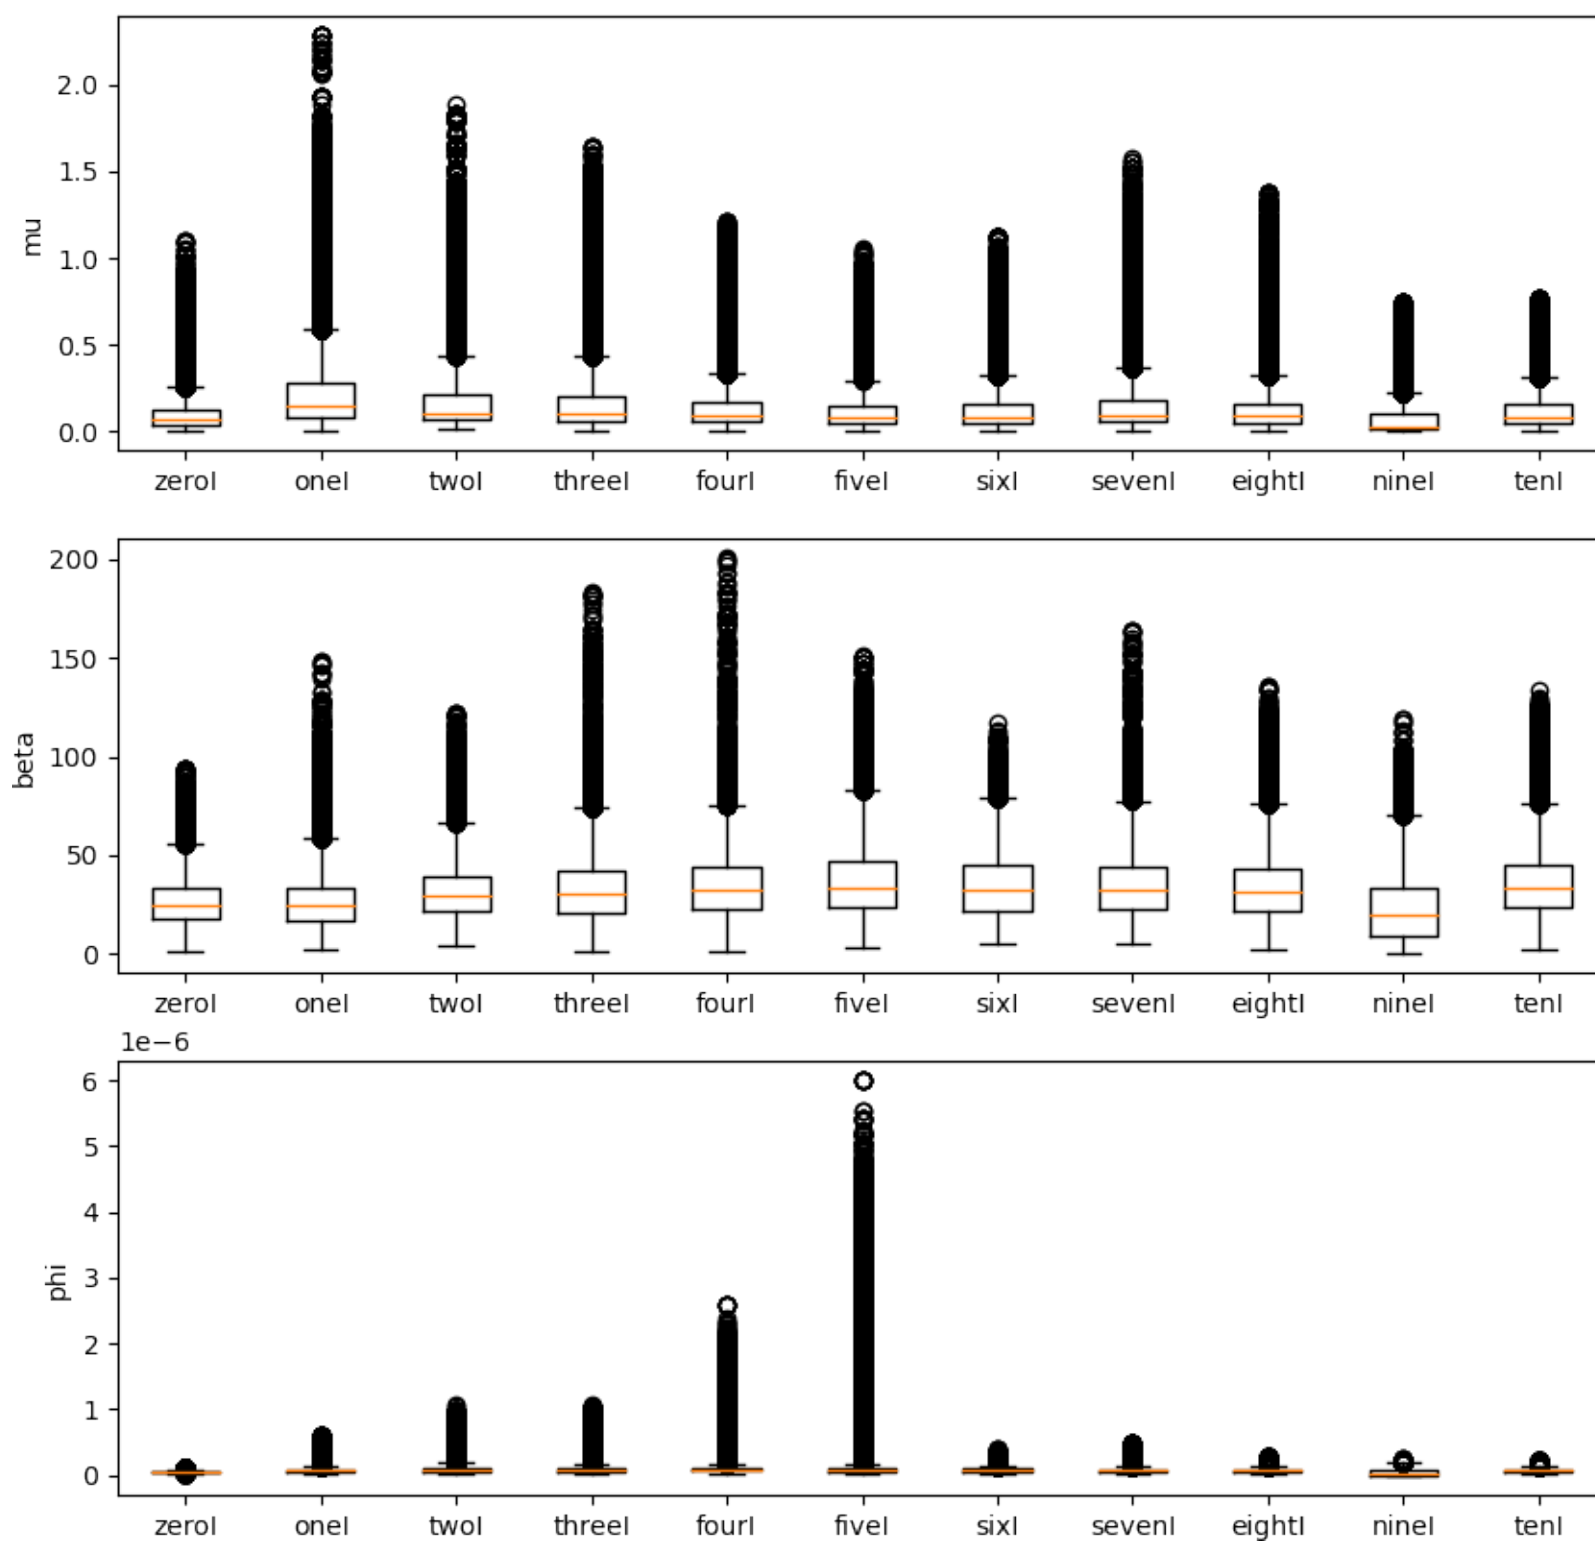 mu
2.0
1.5
1.0
0.5
0.0
zeroI oneI twoI threeI fourI fiveI sixI sevenI eightI nineI tenI
beta
200
150
100
50
0
zeroI oneI twoI threeI fourI fiveI sixI sevenI eightI nineI tenI
1e−6
phi
6
5
4
3
2
1
0
zeroI oneI twoI threeI fourI fiveI sixI sevenI eightI nineI tenI